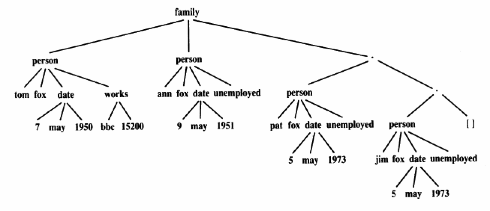 family
person person .
tom fox date works ann fox date unemployed person .
7 may 1950 bbc 15200 9 may 1951 pat fox date unemployed person [ ]
5 may 1973 jim fox date unemployed
5 may 1973